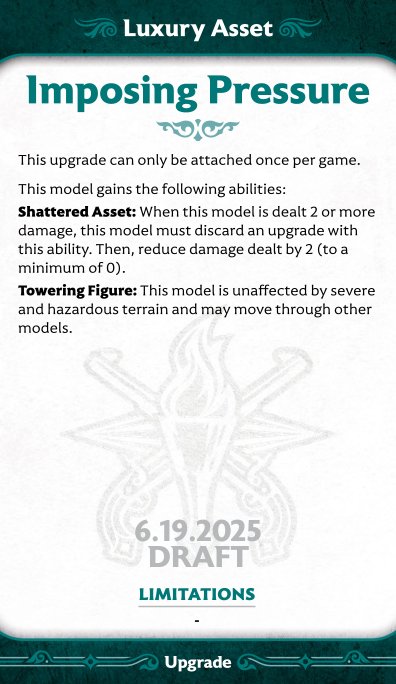 Luxury Asset
Imposing Pressure
This upgrade can only be attached once per game.
This model gains the following abilities:
Shattered Asset: When this model is dealt 2 or more
damage, this model must discard an upgrade with
this ability. Then, reduce damage dealt by 2 (to a
minimum of 0).
Towering Figure: This model is unaffected by severe
and hazardous terrain and may move through other
models.
6.19.2025
DRAFT
LIMITATIONS
-
Upgrade